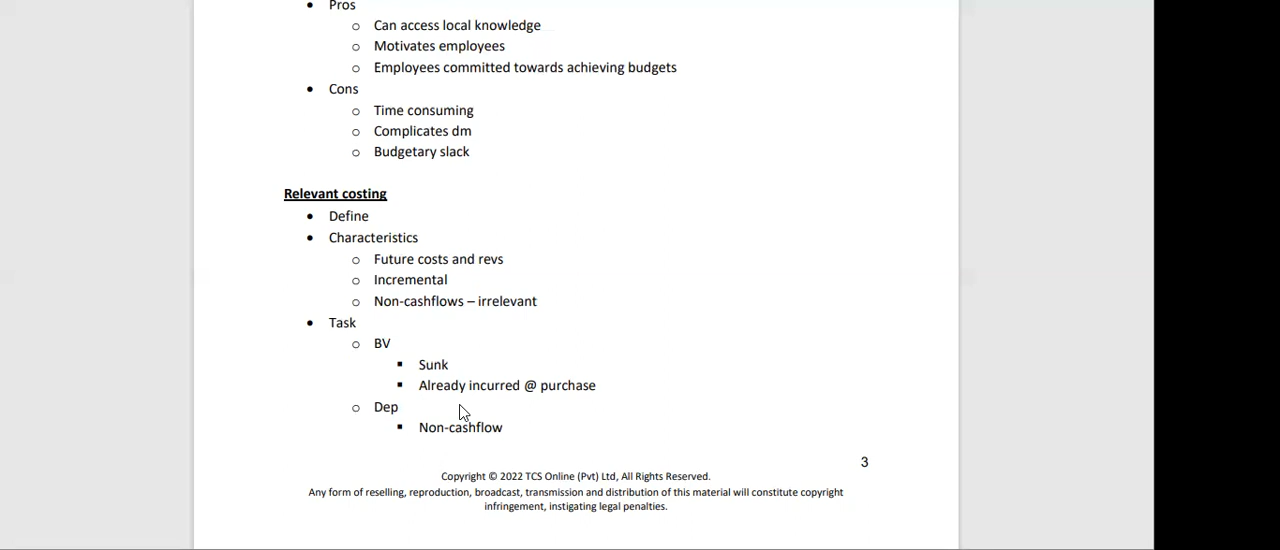 • Pros
o Can access local knowledge
o Motivates employees
o Employees committed towards achieving budgets
• Cons
o Time consuming
o Complicates dm
o Budgetary slack
Relevant costing
• Define
• Characteristics
o Future costs and revs
o Incremental
o Non-cashflows – irrelevant
• Task
o BV
▪ Sunk
▪ Already incurred @ purchase
o Dep
▪ Non-cashflow
3
Copyright © 2022 TCS Online (Pvt) Ltd, All Rights Reserved.
Any form of reselling, reproduction, broadcast, transmission and distribution of this material will constitute copyright
infringement, instigating legal penalties.